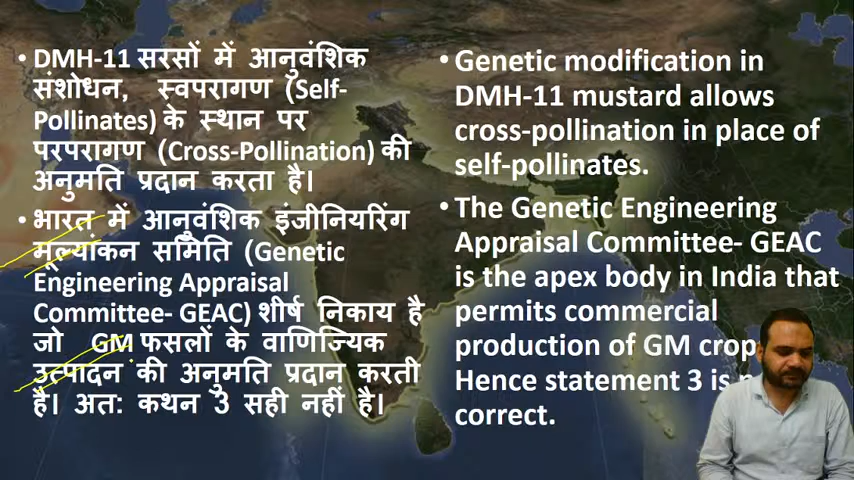 • DMH-11 सरसों में आनुवंशिक
संशोधन, स्वपरागण (Self-
Pollinates) के स्थान पर
परपरागण (Cross-Pollination) की
अनुमति प्रदान करता है।
• भारत में आनुवंशिक इंजीनियरिंग
मूल्यांकन समिति (Genetic
Engineering Appraisal
Committee- GEAC) शीर्ष निकाय है
जो GM फसलों के वाणिज्यिक
उत्पादन की अनुमति प्रदान करती
है। अत: कथन 3 सही नहीं है।
• Genetic modification in
DMH-11 mustard allows
cross-pollination in place of
self-pollinates.
• The Genetic Engineering
Appraisal Committee- GEAC
is the apex body in India that
permits commercial
production of GM crop
Hence statement 3 is
correct.